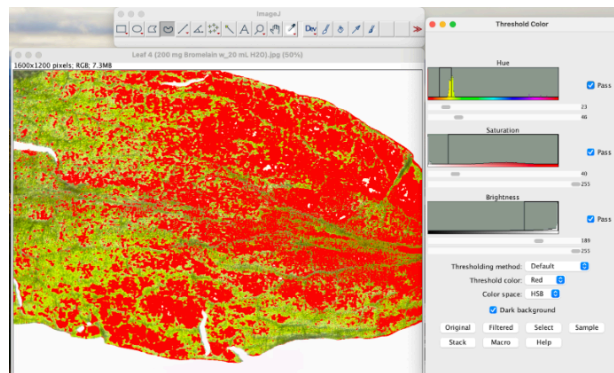 ImageJ
Dev
Leaf 4 (200 mg Bromelain w_20 mL H20).jpg (50%)
1600x1200 pixels; RGB; 7.3MB
Threshold Color
Hue
Pass
23
46
Saturation
Pass
40
255
Brightness
Pass
189
255
Thresholding method: Default
Threshold color: Red
Color space: HSB
Dark background
Original Filtered Select Sample
Stack Macro Help